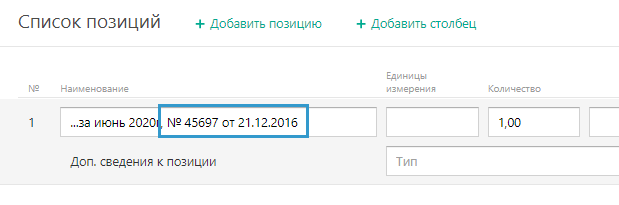 Список позиций + Добавить позицию + Добавить столбец
№ Наименование Единицы измерения Количество
1 ...за июнь 2020г, № 45697 от 21.12.2016 1,00
Доп. сведения к позиции Тип